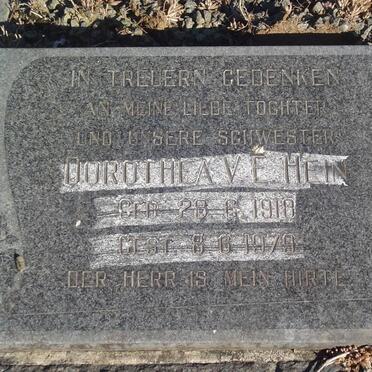 IN TREUERN GEDENKEN
AN MEINE LIEBE TOCHTER
UND UNSERE SCHWESTER
DOROTHEA V E HEIN
GEB 28 6 1918
GEST 8 6 1979
DER HERR IS MEIN HIRTE